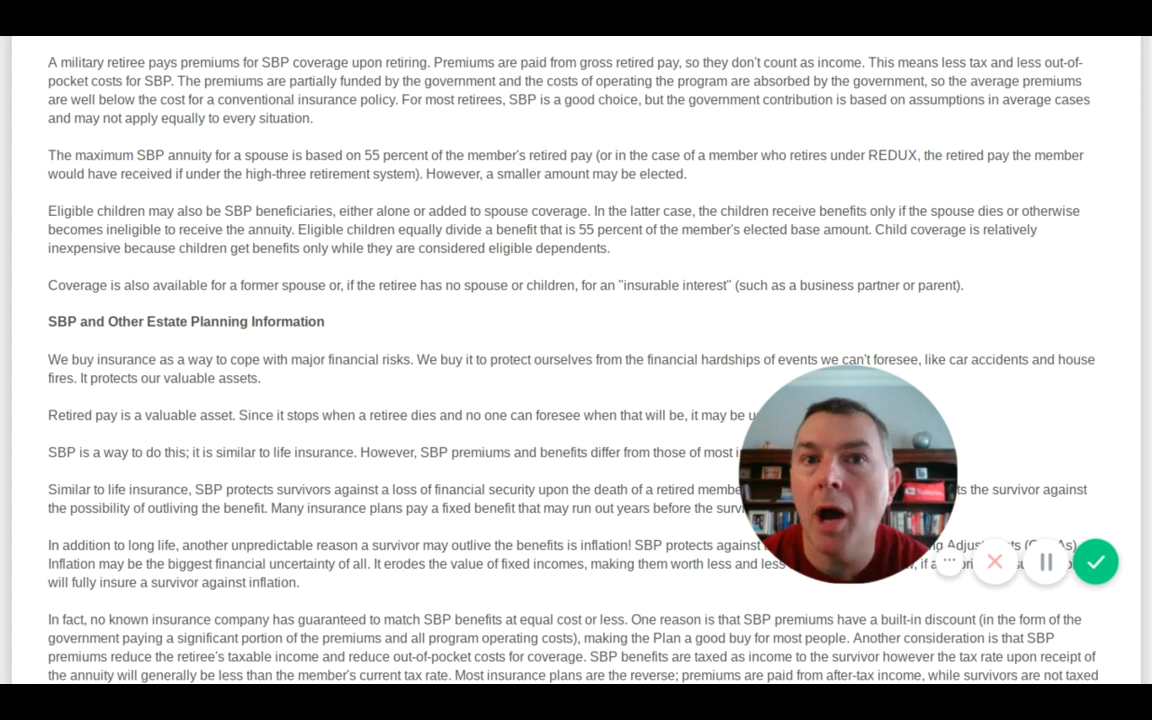 A military retiree pays premiums for SBP coverage upon retiring. Premiums are paid from gross retired pay, so they don't count as income. This means less tax and less out-of-
pocket costs for SBP. The premiums are partially funded by the government and the costs of operating the program are absorbed by the government, so the average premiums
are well below the cost for a conventional insurance policy. For most retirees, SBP is a good choice, but the government contribution is based on assumptions in average cases
and may not apply equally to every situation.
The maximum SBP annuity for a spouse is based on 55 percent of the member's retired pay (or in the case of a member who retires under REDUX, the retired pay the member
would have received if under the high-three retirement system). However, a smaller amount may be elected.
Eligible children may also be SBP beneficiaries, either alone or added to spouse coverage. In the latter case, the children receive benefits only if the spouse dies or otherwise
becomes ineligible to receive the annuity. Eligible children equally divide a benefit that is 55 percent of the member's elected base amount. Child coverage is relatively
inexpensive because children get benefits only while they are considered eligible dependents.
Coverage is also available for a former spouse or, if the retiree has no spouse or children, for an "insurable interest" (such as a business partner or parent).
SBP and Other Estate Planning Information
We buy insurance as a way to cope with major financial risks. We buy it to protect ourselves from the financial hardships of events we can't foresee, like car accidents and house
fires. It protects our valuable assets.
Retired pay is a valuable asset. Since it stops when a retiree dies and no one can foresee when that will be, it may be
SBP is a way to do this; it is similar to life insurance. However, SBP premiums and benefits differ from those of most
Similar to life insurance, SBP protects survivors against a loss of financial security upon the death of a retired the survivor against
the possibility of outliving the benefit. Many insurance plans pay a fixed benefit that may run out years before the
In addition to long life, another unpredictable reason a survivor may outlive the benefits is inflation! SBP protects against
Inflation may be the biggest financial uncertainty of all. It erodes the value of fixed incomes, making them worth less and less if
will fully insure a survivor against inflation.
In fact, no known insurance company has guaranteed to match SBP benefits at equal cost or less. One reason is that SBP premiums have a built-in discount (in the form of the
government paying a significant portion of the premiums and all program operating costs), making the Plan a good buy for most people. Another consideration is that SBP
premiums reduce the retiree's taxable income and reduce out-of-pocket costs for coverage. SBP benefits are taxed as income to the survivor however the tax rate upon receipt of
the annuity will generally be less than the member's current tax rate. Most insurance plans are the reverse; premiums are paid from after-tax income, while survivors are not taxed